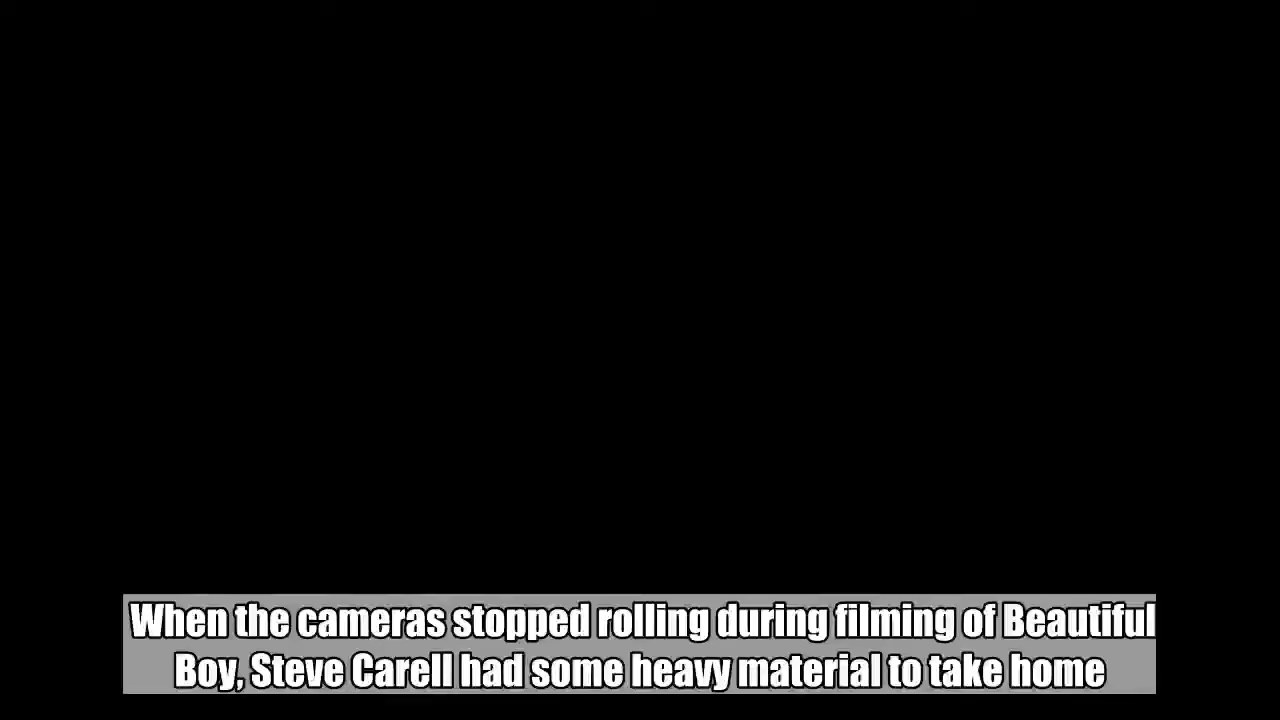 When the cameras stopped rolling during filming of Beautiful
Boy, Steve Carell had some heavy material to take home